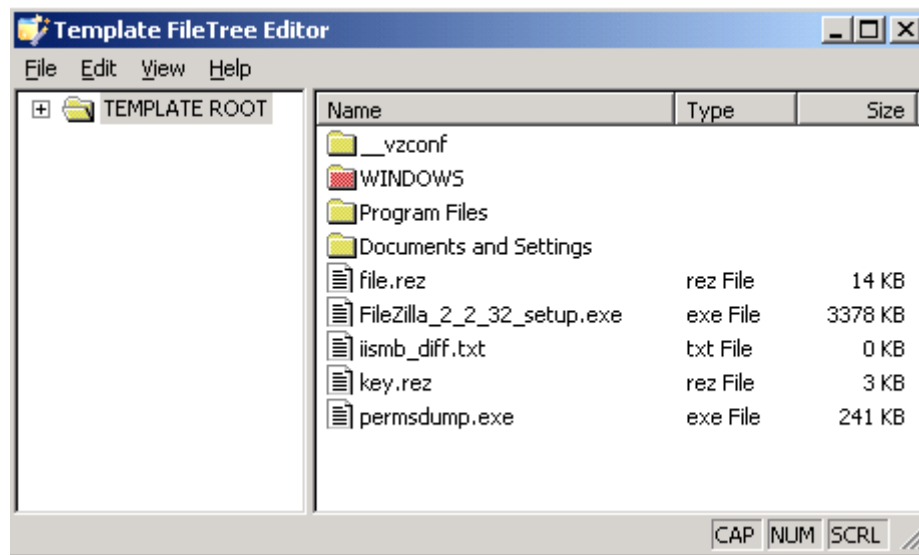 Template FileTree Editor
File Edit View Help
TEMPLATE ROOT
Name Type Size
__vzconf
WINDOWS
Program Files
Documents and Settings
file.rez rez File 14 KB
FileZilla_2_2_32_setup.exe exe File 3378 KB
iismb_diff.txt txt File 0 KB
key.rez rez File 3 KB
permsdump.exe exe File 241 KB
CAP NUM SCRL